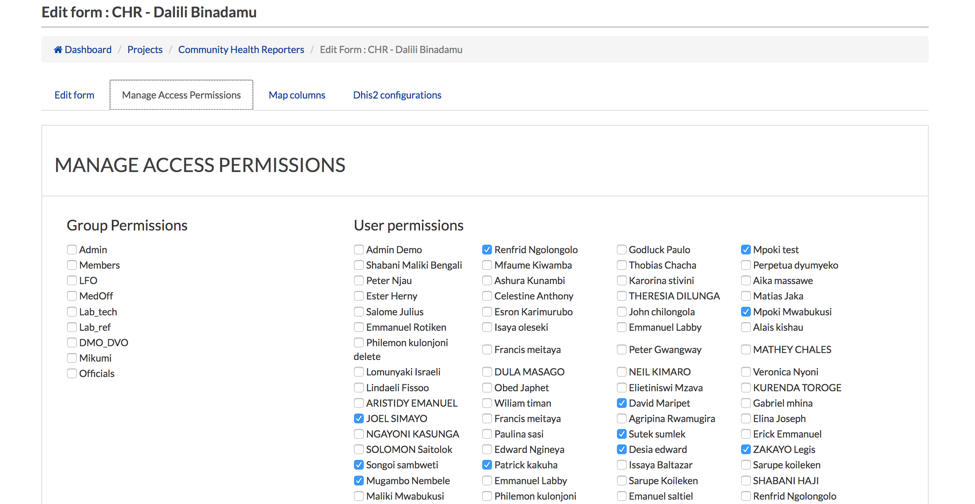 Edit form : CHR - Dalili Binadamu
Dashboard / Projects / Community Health Reporters / Edit Form : CHR - Dalili Binadamu
Edit form Manage Access Permissions Map columns Dhis2 configurations
MANAGE ACCESS PERMISSIONS
Group Permissions
Admin
Members
LFO
MedOff
Lab_tech
Lab_ref
DMO_DVO
Mikumi
Officials
User permissions
Admin Demo Renfrid Ngolongolo Godluck Paulo Mpoki test
Shabani Maliki Bengali Mfaume Kiwamba Thobias Chacha Perpetua dyumyeko
Peter Njau Ashura Kunambi Karorina stivini Aika massawe
Ester Herny Celestine Anthony THERESIA DILUNGA Matias Jaka
Salome Julius Esron Karimurubo John chilongola Mpoki Mwabukusi
Emmanuel Rotiken Isaya oleseki Emmanuel Labby Alais kishau
Philemon kulonjoni
delete Francis meitaya Peter Gwangway MATHEY CHALES
Lomunyaki Israeli DULA MASAGO NEIL KIMARO Veronica Nyoni
Lindaeli Fissoo Obed Japhet Elietiniswi Mzava KURENDA TOROGE
ARISTIDY EMANUEL Wiliam timan David Maripet Gabriel mhina
JOEL SIMAYO Francis meitaya Agripina Rwamugira Elina Joseph
NGAYONI KASUNGA Paulina sasi Sutek sumlek Erick Emmanuel
SOLOMON Saitolok Edward Ngineya Desia edward ZAKAYO Legis
Songoi sambweti Patrick kakuha Issaya Baltazar Sarupe koileken
Mugambo Nembele Emmanuel Labby Sarupe Koileken SHABANI HAJI
Maliki Mwabukusi Philemon kulonjoni Emanuel saltiel Renfrid Ngolongolo